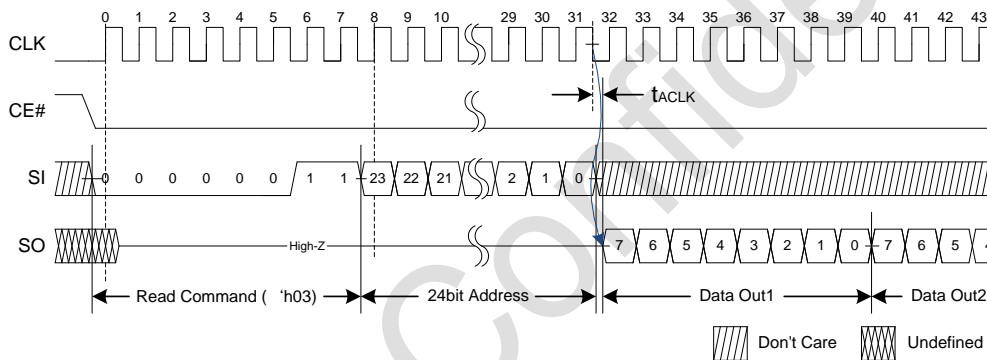 0 1 2 3 4 5 6 7 8 9 10 29 30 31 32 33 34 35 36 37 38 39 40 41 42 43
CLK
CE#
tACLK
SI 0 0 0 0 0 0 1 1 23 22 21 2 1 0
SO High-Z 7 6 5 4 3 2 1 0 7 6 5 4
Read Command ( ‘h03) 24bit Address Data Out1 Data Out2
Don't Care Undefined
Confide